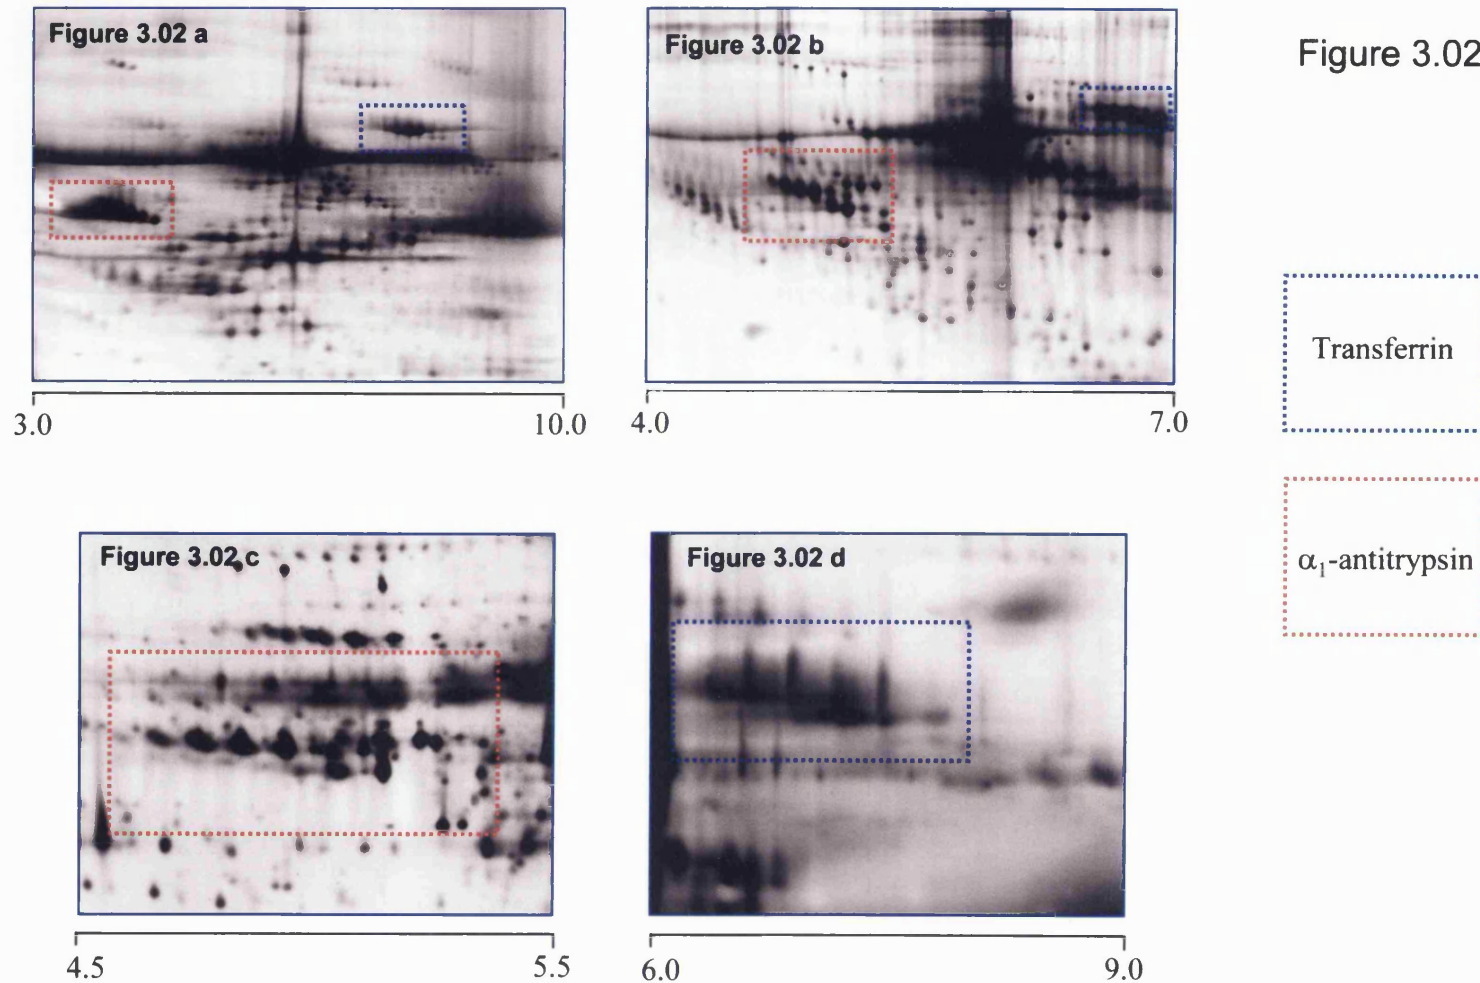 Figure 3.02 a
Figure 3.02 b
Figure 3.02
3.0 10.0
4.0 7.0
Transferrin
Figure 3.02 c
Figure 3.02 d
α₁-antitrypsin
4.5 5.5
6.0 9.0